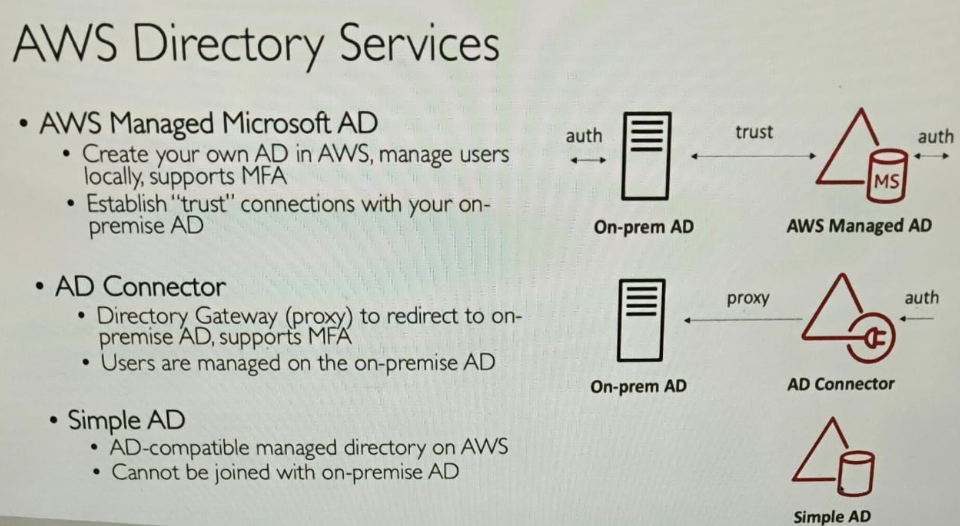 AWS Directory Services
• AWS Managed Microsoft AD
• Create your own AD in AWS, manage users
locally, supports MFA
• Establish "trust" connections with your on-
premise AD
auth
trust
auth
MS
On-prem AD
AWS Managed AD
• AD Connector
• Directory Gateway (proxy) to redirect to on-
premise AD, supports MFA
• Users are managed on the on-premise AD
proxy
auth
On-prem AD
AD Connector
• Simple AD
• AD-compatible managed directory on AWS
• Cannot be joined with on-premise AD
Simple AD